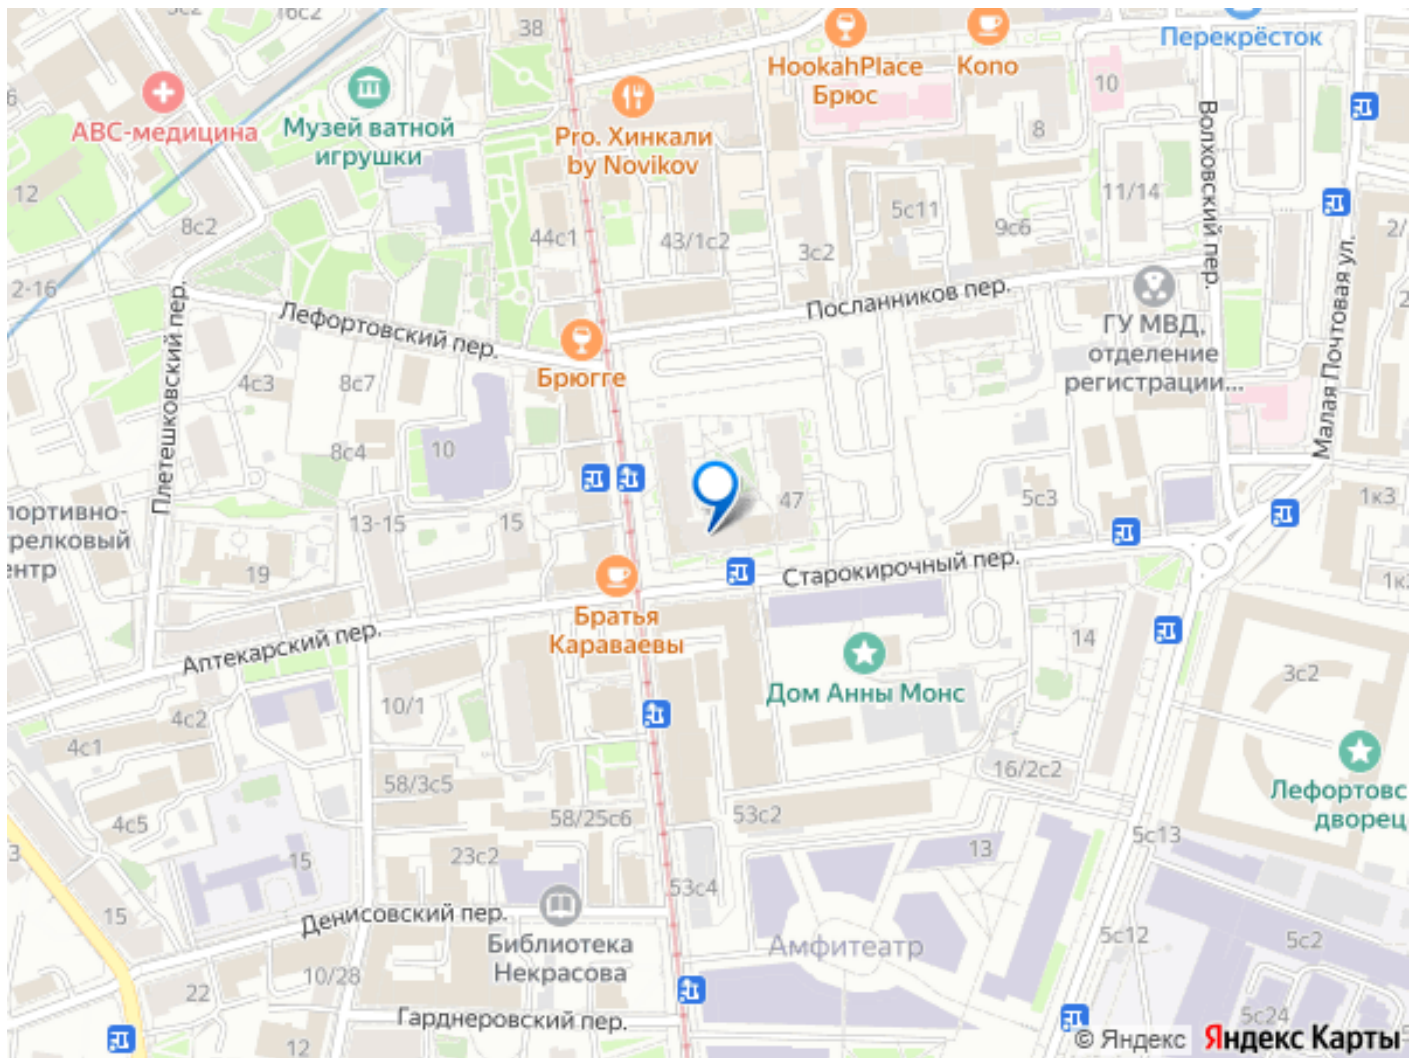 16с2
38
Перекрёсток
HookahPlace
Брюс
Kono
10
АВС-медицина
Музей ватной
игрушки
Pro. Хинкали
by Novikov
8
Волховский пер.
12
11/14
8с2
44с1
43/1с2
5с11
9с6
3с2
2-16
Лефортовский пер.
Посланников пер.
Малая Почтовая ул.
ГУ МВД,
отделение
регистрации...
Плетешковский пер.
Брюгге
4с3
8с7
8с4
10
47
5с3
1к3
13-15
15
19
Старокирочный пер.
Братья
Караваевы
Аптекарский пер.
14
Дом Анны Монс
3с2
10/1
4с2
4с1
58/3с5
16/2с2
Лефортовс
дворец
4с5
58/25с6
53с2
5с13
13
15
23с2
53с4
15
Денисовский пер.
Библиотека
Некрасова
Амфитеатр
5с12
5с2
10/28
22
5с24
Гарднеровский пер.
12
© Яндекс Яндекс Карты